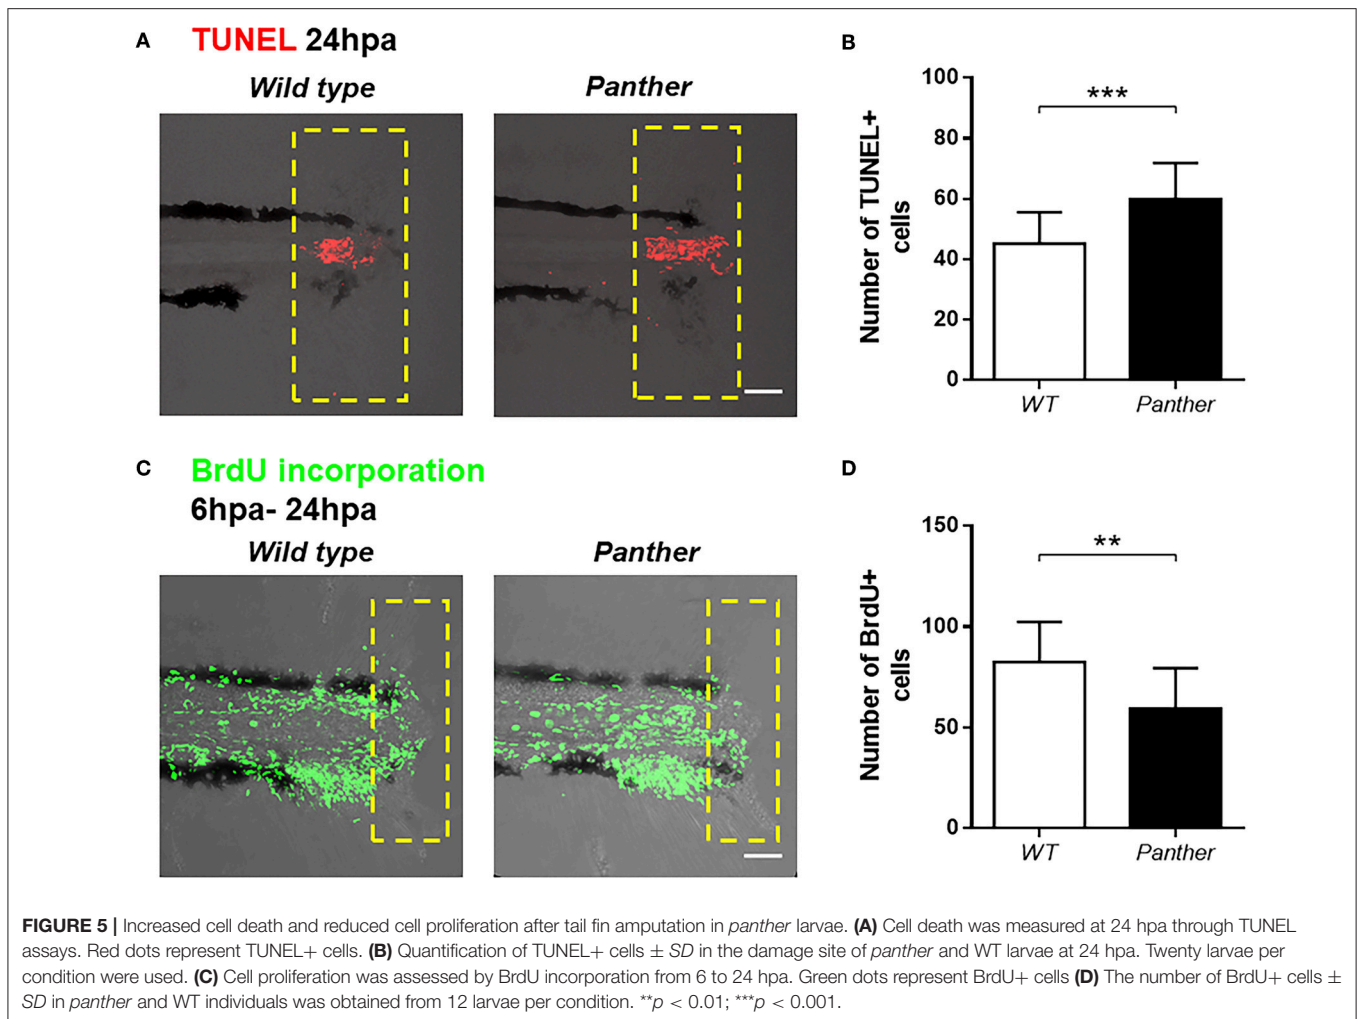 A TUNEL 24hpa
Wild type
Panther
B
Number of TUNEL+
cells
100
80
60
40
20
0
***
WT
Panther
C BrdU incorporation
6hpa- 24hpa
Wild type
Panther
D
Number of BrdU+
cells
150
100
50
0
**
WT
Panther
FIGURE 5 | Increased cell death and reduced cell proliferation after tail fin amputation in panther larvae. (A) Cell death was measured at 24 hpa through TUNEL
assays. Red dots represent TUNEL+ cells. (B) Quantification of TUNEL+ cells ± SD in the damage site of panther and WT larvae at 24 hpa. Twenty larvae per
condition were used. (C) Cell proliferation was assessed by BrdU incorporation from 6 to 24 hpa. Green dots represent BrdU+ cells (D) The number of BrdU+ cells ±
SD in panther and WT individuals was obtained from 12 larvae per condition. **p < 0.01; ***p < 0.001.